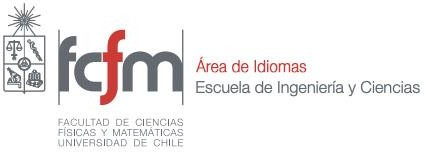 fcfm
Área de Idiomas
Escuela de Ingeniería y Ciencias
FACULTAD DE CIENCIAS
FÍSICAS Y MATEMÁTICAS
UNIVERSIDAD DE CHILE